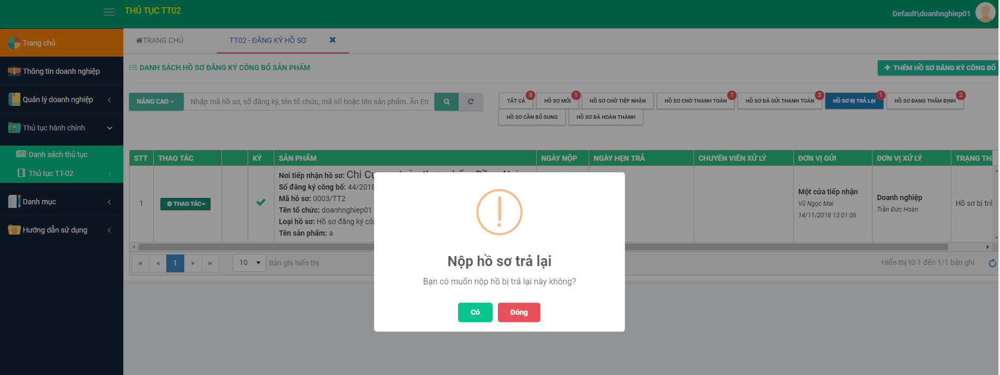 THỦ TỤC TT02
Default\doanhnghiep01
Trang chủ
Thông tin doanh nghiệp
Quản lý doanh nghiệp
Thủ tục hành chính
Danh sách thủ tục
Thủ tục TT-02
Danh mục
Hướng dẫn sử dụng
TRANG CHỦ
TT02 - ĐĂNG KÝ HỒ SƠ
DANH SÁCH HỒ SƠ ĐĂNG KÝ CÔNG BỐ SẢN PHẨM
THÊM HỒ SƠ ĐĂNG KÝ CÔNG BỐ
NÂNG CAO
Nhập mã hồ sơ, số đăng ký, tên tổ chức, mã số hoặc tên sản phẩm. Ấn En
TẤT CẢ 8
HỒ SƠ MỚI 1
HỒ SƠ CHỜ TIẾP NHẬN
HỒ SƠ CHỜ THANH TOÁN 1
HỒ SƠ ĐÃ GỬI THANH TOÁN 3
HỒ SƠ BỊ TRẢ LẠI 1
HỒ SƠ ĐANG THẨM ĐỊNH 2
HỒ SƠ CẦN BỔ SUNG
HỒ SƠ ĐÃ HOÀN THÀNH
STT THAO TÁC KÝ SẢN PHẨM NGÀY NỘP NGÀY HẸN TRẢ CHUYÊN VIÊN XỬ LÝ ĐƠN VỊ GỬI ĐƠN VỊ XỬ LÝ TRẠNG TH
1
THAO TÁC
Nơi tiếp nhận hồ sơ: Chi
Số đăng ký công bố: 44/2018
Mã hồ sơ: 0003/TT2
Tên tổ chức: doanhnghiep01
Loại hồ sơ: Hồ sơ đăng ký
Tên sản phẩm: a
Một cửa tiếp nhận
Vũ Ngọc Mai
14/11/2018 13:01:06
Doanh nghiệp
Trần Đức Hoàn
Hồ sơ bị trả
1
10
Bản ghi hiển thị
Hiển thị từ 1 đến 1/1 bản ghi
Nộp hồ sơ trả lại
Bạn có muốn nộp hồ bị trả lại này không?
Có
Đóng